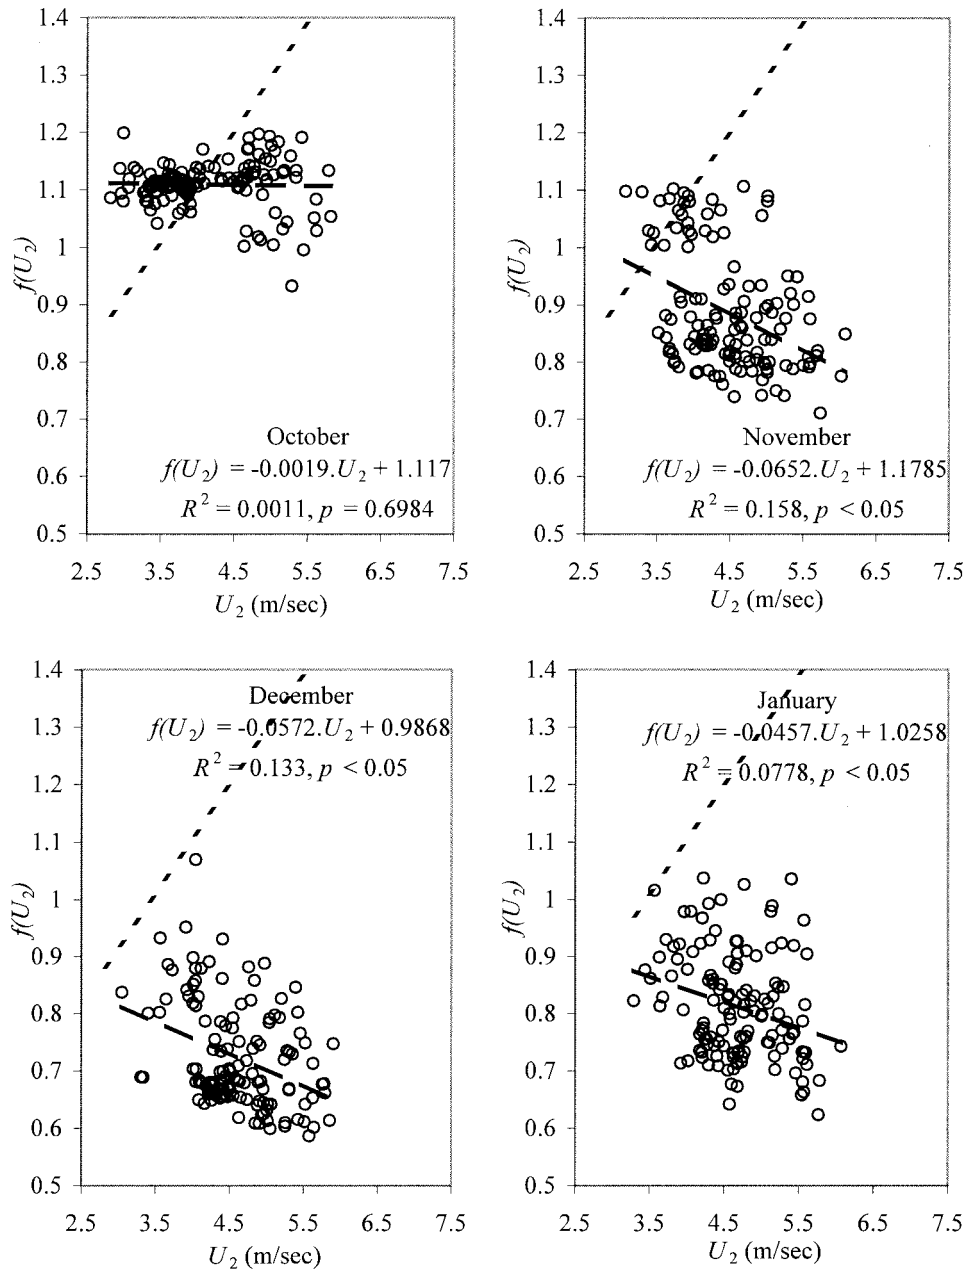 1.4
1.3
1.2
1.1
1
0.9
0.8
0.7
0.6
0.5
f(U2)
October
f(U2) = -0.0019.U2 + 1.117
R2 = 0.0011, p = 0.6984
2.5 3.5 4.5 5.5 6.5 7.5
U2 (m/sec)
1.4
1.3
1.2
1.1
1
0.9
0.8
0.7
0.6
0.5
f(U2)
November
f(U2) = -0.0652.U2 + 1.1785
R2 = 0.158, p < 0.05
2.5 3.5 4.5 5.5 6.5 7.5
U2 (m/sec)
1.4
1.3
1.2
1.1
1
0.9
0.8
0.7
0.6
0.5
f(U2)
December
f(U2) = -0.0572.U2 + 0.9868
R2 = 0.133, p < 0.05
2.5 3.5 4.5 5.5 6.5 7.5
U2 (m/sec)
1.4
1.3
1.2
1.1
1
0.9
0.8
0.7
0.6
0.5
f(U2)
January
f(U2) = -0.0457.U2 + 1.0258
R2 = 0.0778, p < 0.05
2.5 3.5 4.5 5.5 6.5 7.5
U2 (m/sec)